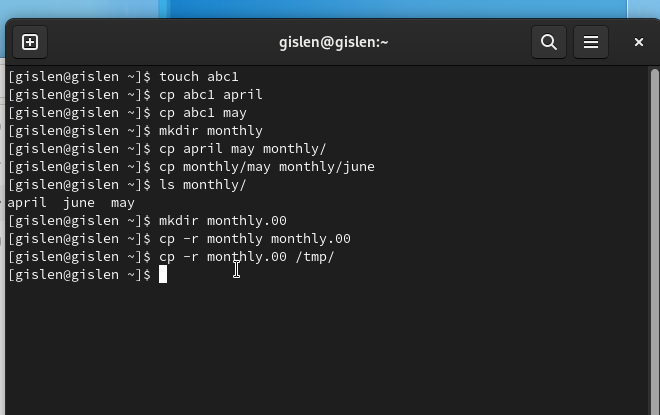 gislen@gislen:~
[gislen@gislen ~]$ touch abc1
[gislen@gislen ~]$ cp abc1 april
[gislen@gislen ~]$ cp abc1 may
[gislen@gislen ~]$ mkdir monthly
[gislen@gislen ~]$ cp april may monthly/
[gislen@gislen ~]$ cp monthly/may monthly/june
[gislen@gislen ~]$ ls monthly/
april  june  may
[gislen@gislen ~]$ mkdir monthly.00
[gislen@gislen ~]$ cp -r monthly monthly.00
[gislen@gislen ~]$ cp -r monthly.00 /tmp/
[gislen@gislen ~]$